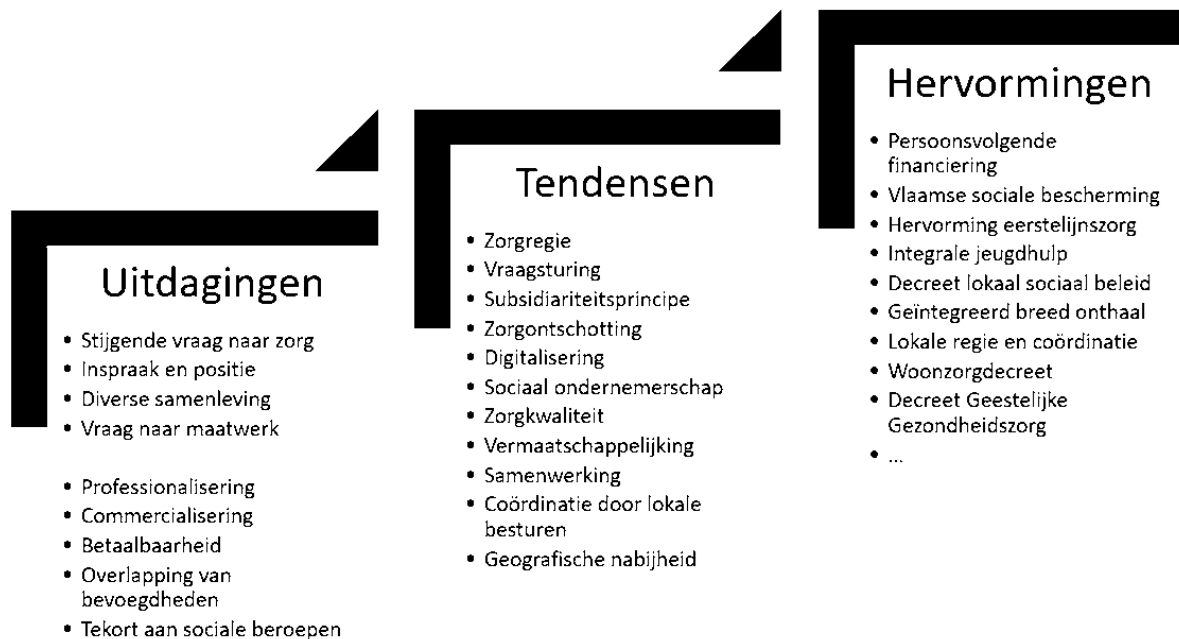 Uitdagingen
• Stijgende vraag naar zorg
• Inspraak en positie
• Diverse samenleving
• Vraag naar maatwerk
• Professionalisering
• Commercialisering
• Betaalbaarheid
• Overlapping van
bevoegdheden
• Tekort aan sociale beroepen
Tendensen
• Zorgregie
• Vraagsturing
• Subsidiariteitsprincipe
• Zorgontschotting
• Digitalisering
• Sociaal ondernemerschap
• Zorgkwaliteit
• Vermaatschappelijking
• Samenwerking
• Coördinatie door lokale
besturen
• Geografische nabijheid
Hervormingen
• Persoonsvolgende
financiering
• Vlaamse sociale bescherming
• Hervorming eerstelijnszorg
• Integrale jeugdhulp
• Decreet lokaal sociaal beleid
• Geïntegreerd breed onthaal
• Lokale regie en coördinatie
• Woonzorgdecreet
• Decreet Geestelijke
Gezondheidszorg
• ...